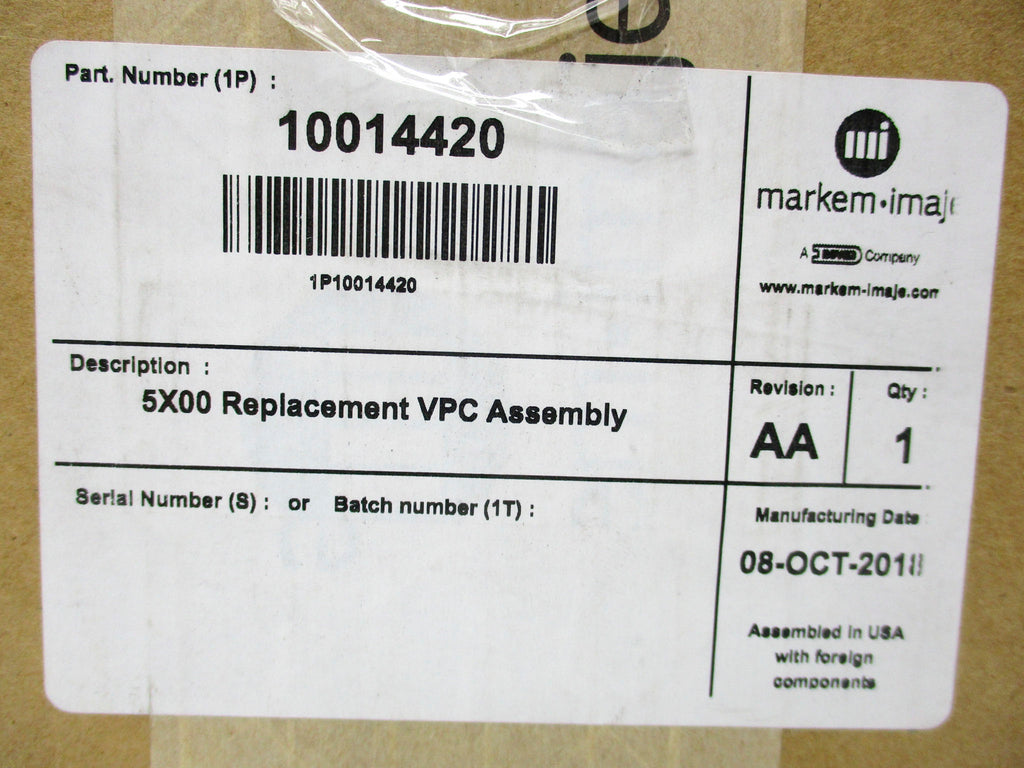 Part. Number (1P) :
10014420
1P10014420
mi
markem•imaje
A DOVER Company
www.markem-imaje.com
Description :
5X00 Replacement VPC Assembly
Revision :
AA
Qty :
1
Serial Number (S) : or Batch number (1T) :
Manufacturing Date
08-OCT-2018
Assembled in USA
with foreign
components